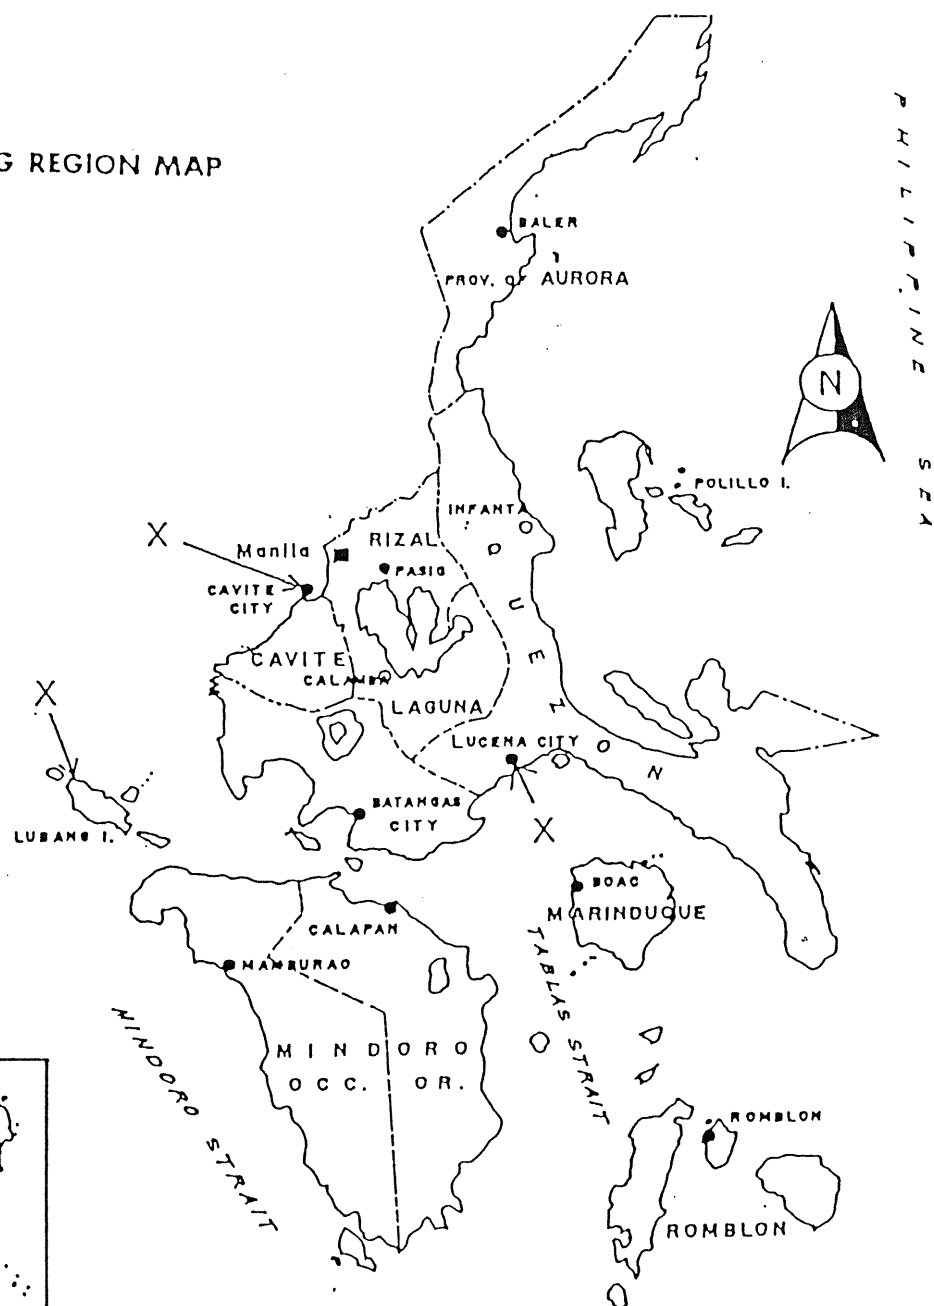 G REGION MAP
PHILIPPINE SEA
BALER
PROV. OF AURORA
N
POLILLO I.
INFANTA
X
Manila
RIZAL
PASIG
CAVITE
CITY
QUEZON
CAVITE
CALAMBA
X
LAGUNA
LUCENA CITY
BATANGAS
CITY
X
LUBANG I.
BOAC
MARINDUQUE
CALAPAN
TABLAS STRAIT
MAMBURAO
MINDORO STRAIT
MINDORO
OCC. OR.
ROMBLON
ROMBLON